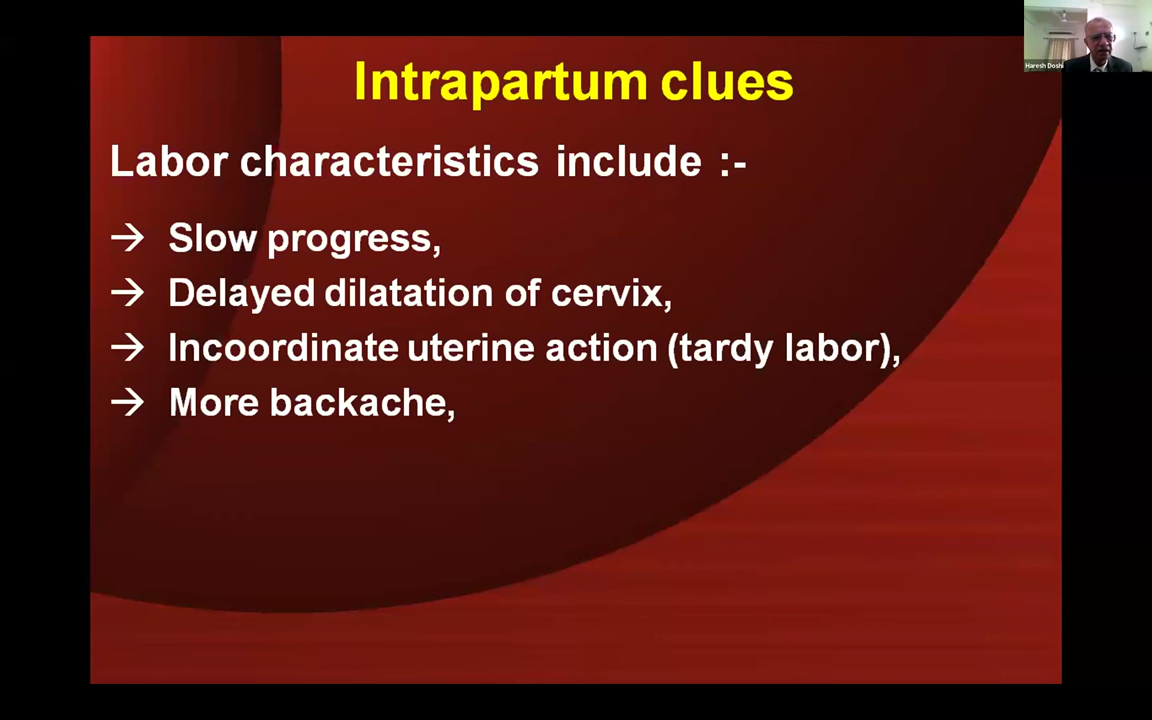 Intrapartum clues
Labor characteristics include :-
→ Slow progress,
→ Delayed dilatation of cervix,
→ Incoordinate uterine action (tardy labor),
→ More backache,
Haresh Doshi